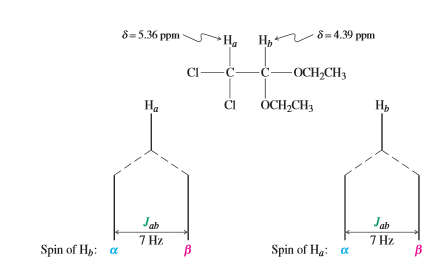 δ = 5.36 ppm Ha Hb δ = 4.39 ppm
Cl—C—C—OCH₂CH₃
Cl OCH₂CH₃
Ha Hb
Jab Jab
7 Hz 7 Hz
Spin of Hb: α β Spin of Ha: α β